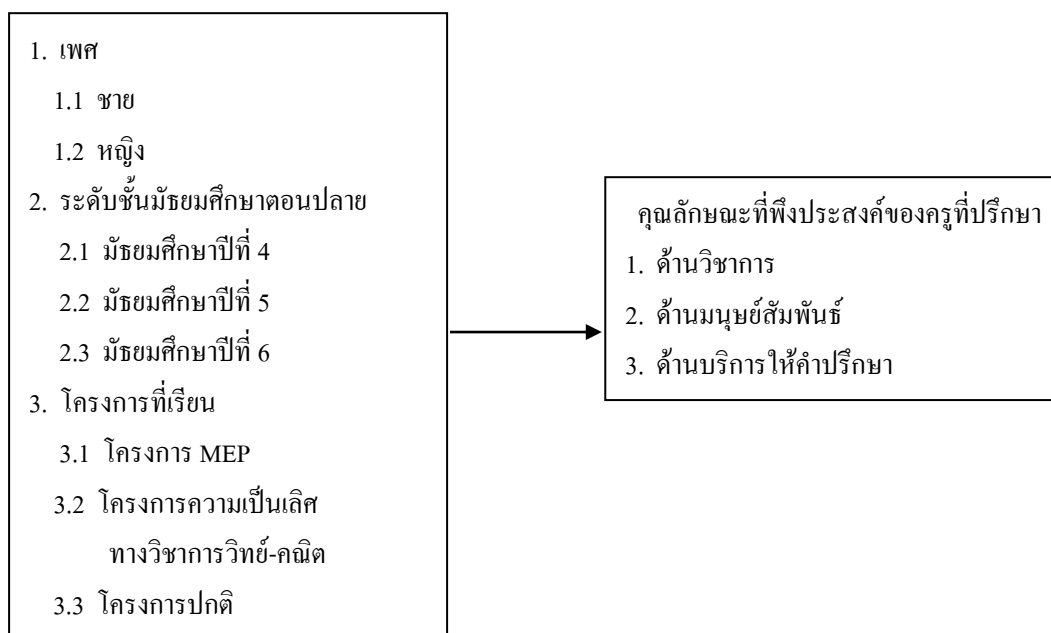 1. เพศ
1.1 ชาย
1.2 หญิง
2. ระดับชั้นมัธยมศึกษาตอนปลาย
2.1 มัธยมศึกษาปีที่ 4
2.2 มัธยมศึกษาปีที่ 5
2.3 มัธยมศึกษาปีที่ 6
3. โครงการที่เรียน
3.1 โครงการ MEP
3.2 โครงการความเป็นเลิศ
ทางวิชาการวิทย์-คณิต
3.3 โครงการปกติ
คุณลักษณะที่พึงประสงค์ของครูที่ปรึกษา
1. ด้านวิชาการ
2. ด้านมนุษย์สัมพันธ์
3. ด้านบริการให้คำปรึกษา